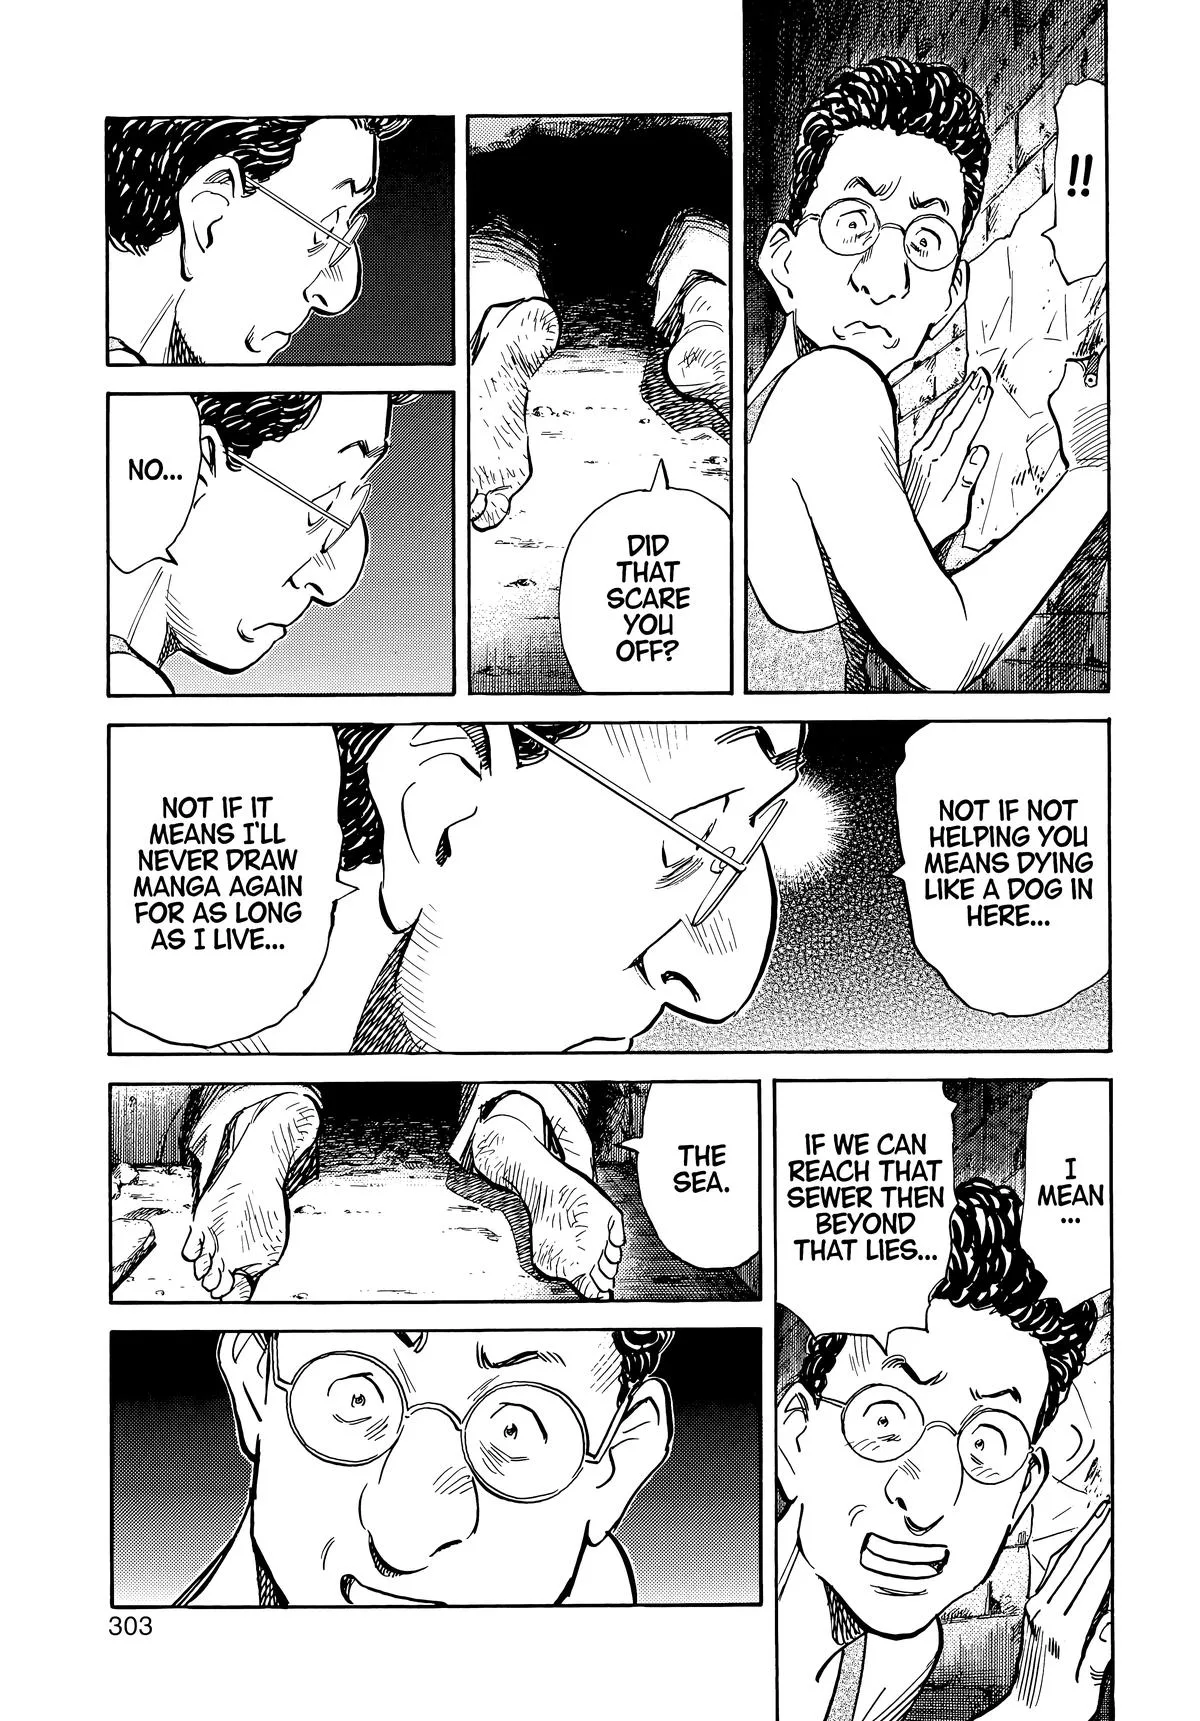 !!
DID
THAT
SCARE
YOU
OFF?
NO...
NOT IF NOT
HELPING YOU
MEANS DYING
LIKE A DOG IN
HERE...
NOT IF IT
MEANS I'LL
NEVER DRAW
MANGA AGAIN
FOR AS LONG
AS I LIVE...
I
MEAN
...
IF WE CAN
REACH THAT
SEWER THEN
BEYOND
THAT LIES...
THE
SEA.
303